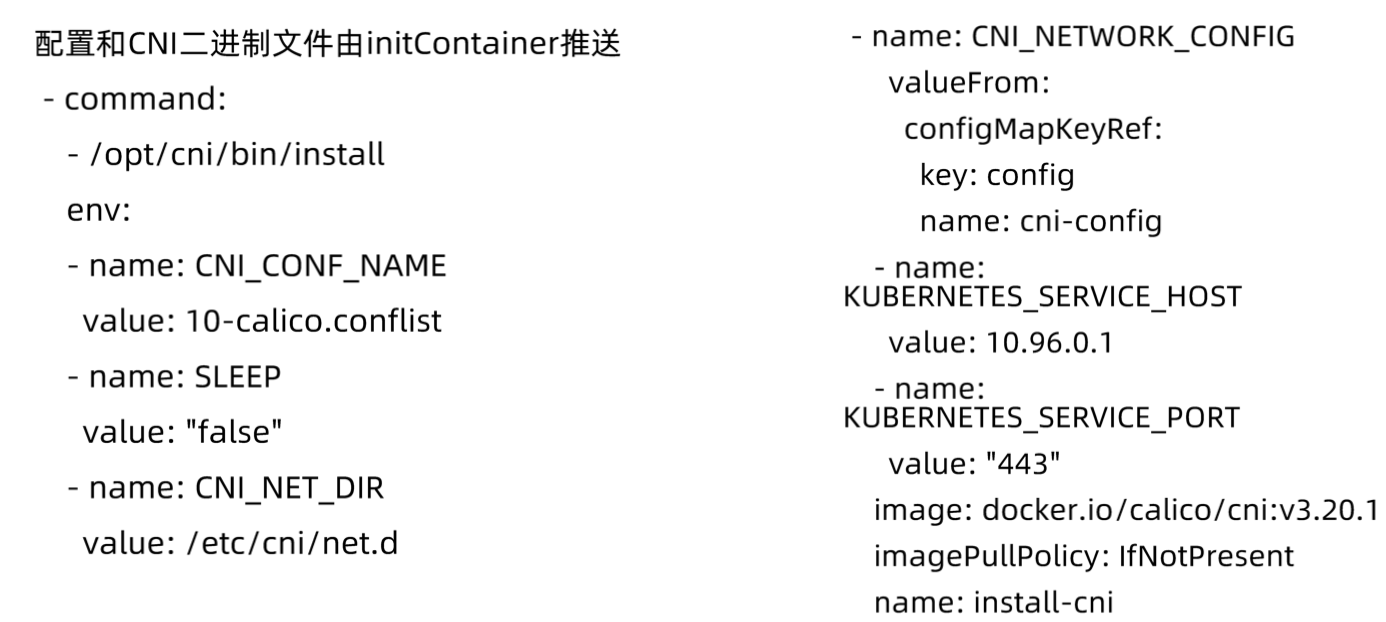 配置和CNI二进制文件由initContainer推送
- command:
- /opt/cni/bin/install
env:
- name: CNI_CONF_NAME
value: 10-calico.conflist
- name: SLEEP
value: "false"
- name: CNI_NET_DIR
value: /etc/cni/net.d
- name: CNI_NETWORK_CONFIG
valueFrom:
configMapKeyRef:
key: config
name: cni-config
- name:
KUBERNETES_SERVICE_HOST
value: 10.96.0.1
- name:
KUBERNETES_SERVICE_PORT
value: "443"
image: docker.io/calico/cni:v3.20.1
imagePullPolicy: IfNotPresent
name: install-cni